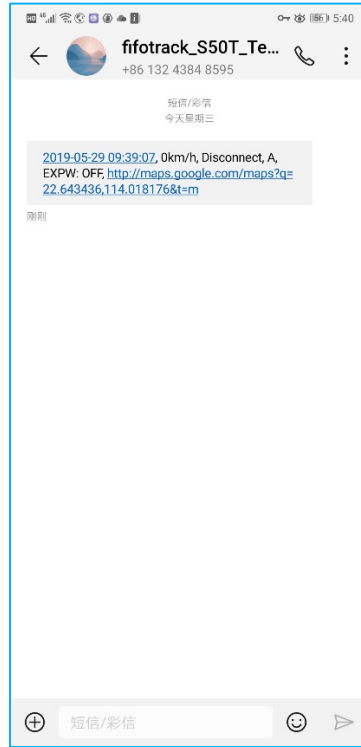 HD 5:40
fifotrack_S50T_Te...
+86 132 4384 8595
短信/彩信
今天星期三
2019-05-29 09:39:07, 0km/h, Disconnect, A,
EXPW: OFF, http://maps.google.com/maps?q=
22.643436,114.018176&t=m
刚刚
短信/彩信